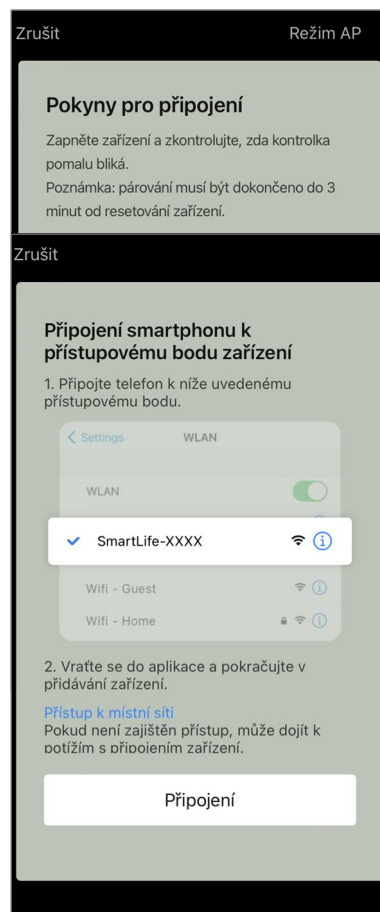 Zrušit Režim AP
Pokyny pro připojení
Zapněte zařízení a zkontrolujte, zda kontrolka
pomalu bliká.
Poznámka: párování musí být dokončeno do 3
minut od resetování zařízení.
Zrušit
Připojení smartphonu k
přístupovému bodu zařízení
1. Připojte telefon k níže uvedenému
přístupovému bodu.
Settings WLAN
WLAN
SmartLife-XXXX
Wifi - Guest
Wifi - Home
2. Vraťte se do aplikace a pokračujte v
přidávání zařízení.
Přístup k místní síti
Pokud není zajištěn přístup, může dojít k
potížím s připojením zařízení.
Připojení